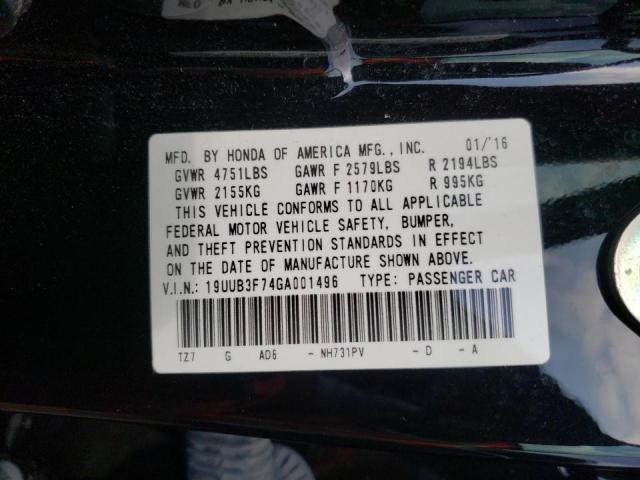 MFD. BY HONDA OF AMERICA MFG., INC. 01/'16
GVWR 4751LBS GAWR F 2579LBS R 2194LBS
GVWR 2155KG GAWR F 1170KG R 995KG
THIS VEHICLE CONFORMS TO ALL APPLICABLE
FEDERAL MOTOR VEHICLE SAFETY, BUMPER,
AND THEFT PREVENTION STANDARDS IN EFFECT
ON THE DATE OF MANUFACTURE SHOWN ABOVE.
V.I.N.: 19UUB3F74GA001496 TYPE: PASSENGER CAR
TZ7 G AD6 - NH731PV - D - A